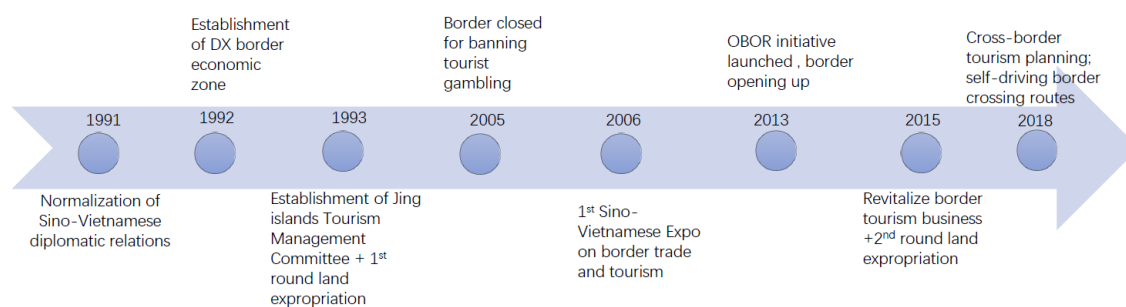 Establishment
of DX border
economic
zone
Border closed
for banning
tourist
gambling
OBOR initiative
launched , border
opening up
Cross-border
tourism planning;
self-driving border
crossing routes
1991
1992
1993
2005
2006
2013
2015
2018
Normalization of
Sino-Vietnamese
diplomatic relations
Establishment of Jing
islands Tourism
Management
Committee + 1st
round land
expropriation
1st Sino-
Vietnamese Expo
on border trade
and tourism
Revitalize border
tourism business
+2nd round land
expropriation